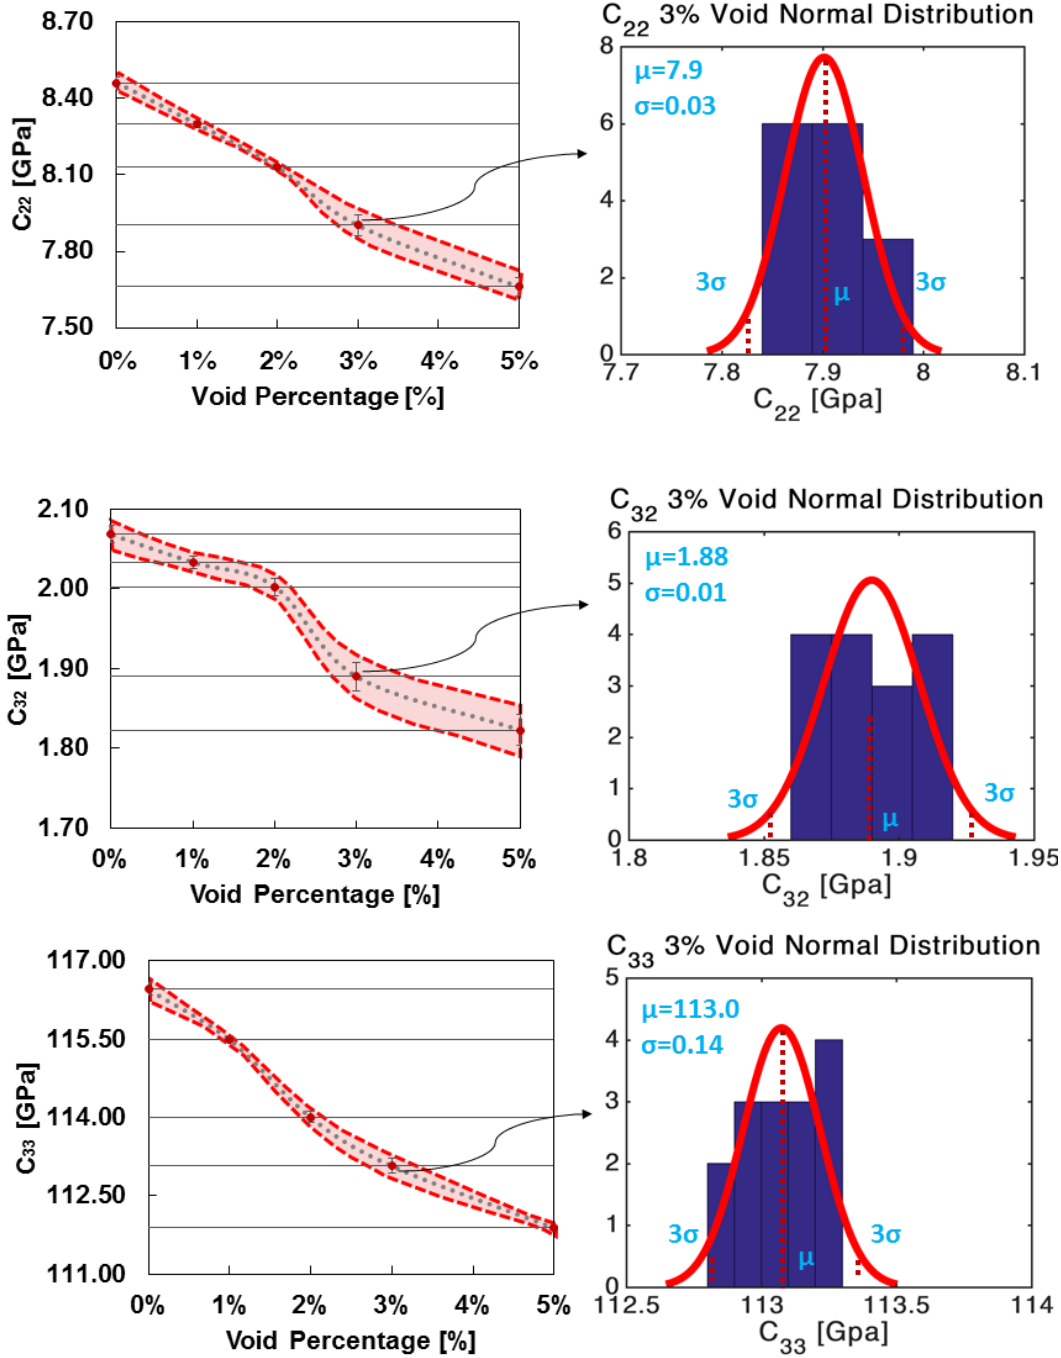 C22 3% Void Normal Distribution
8.70
8.40
8.10
7.80
7.50
C22 [GPa]
0% 1% 2% 3% 4% 5%
Void Percentage [%]
8
6
4
2
0
μ=7.9
σ=0.03
3σ μ 3σ
7.7 7.8 7.9 8 8.1
C22 [Gpa]
C32 3% Void Normal Distribution
2.10
2.00
1.90
1.80
1.70
C32 [GPa]
0% 1% 2% 3% 4% 5%
Void Percentage [%]
6
5
4
3
2
1
0
μ=1.88
σ=0.01
3σ μ 3σ
1.8 1.85 1.9 1.95
C32 [Gpa]
C33 3% Void Normal Distribution
117.00
115.50
114.00
112.50
111.00
C33 [GPa]
0% 1% 2% 3% 4% 5%
Void Percentage [%]
5
4
3
2
1
0
μ=113.0
σ=0.14
3σ μ 3σ
112.5 113 113.5 114
C33 [Gpa]